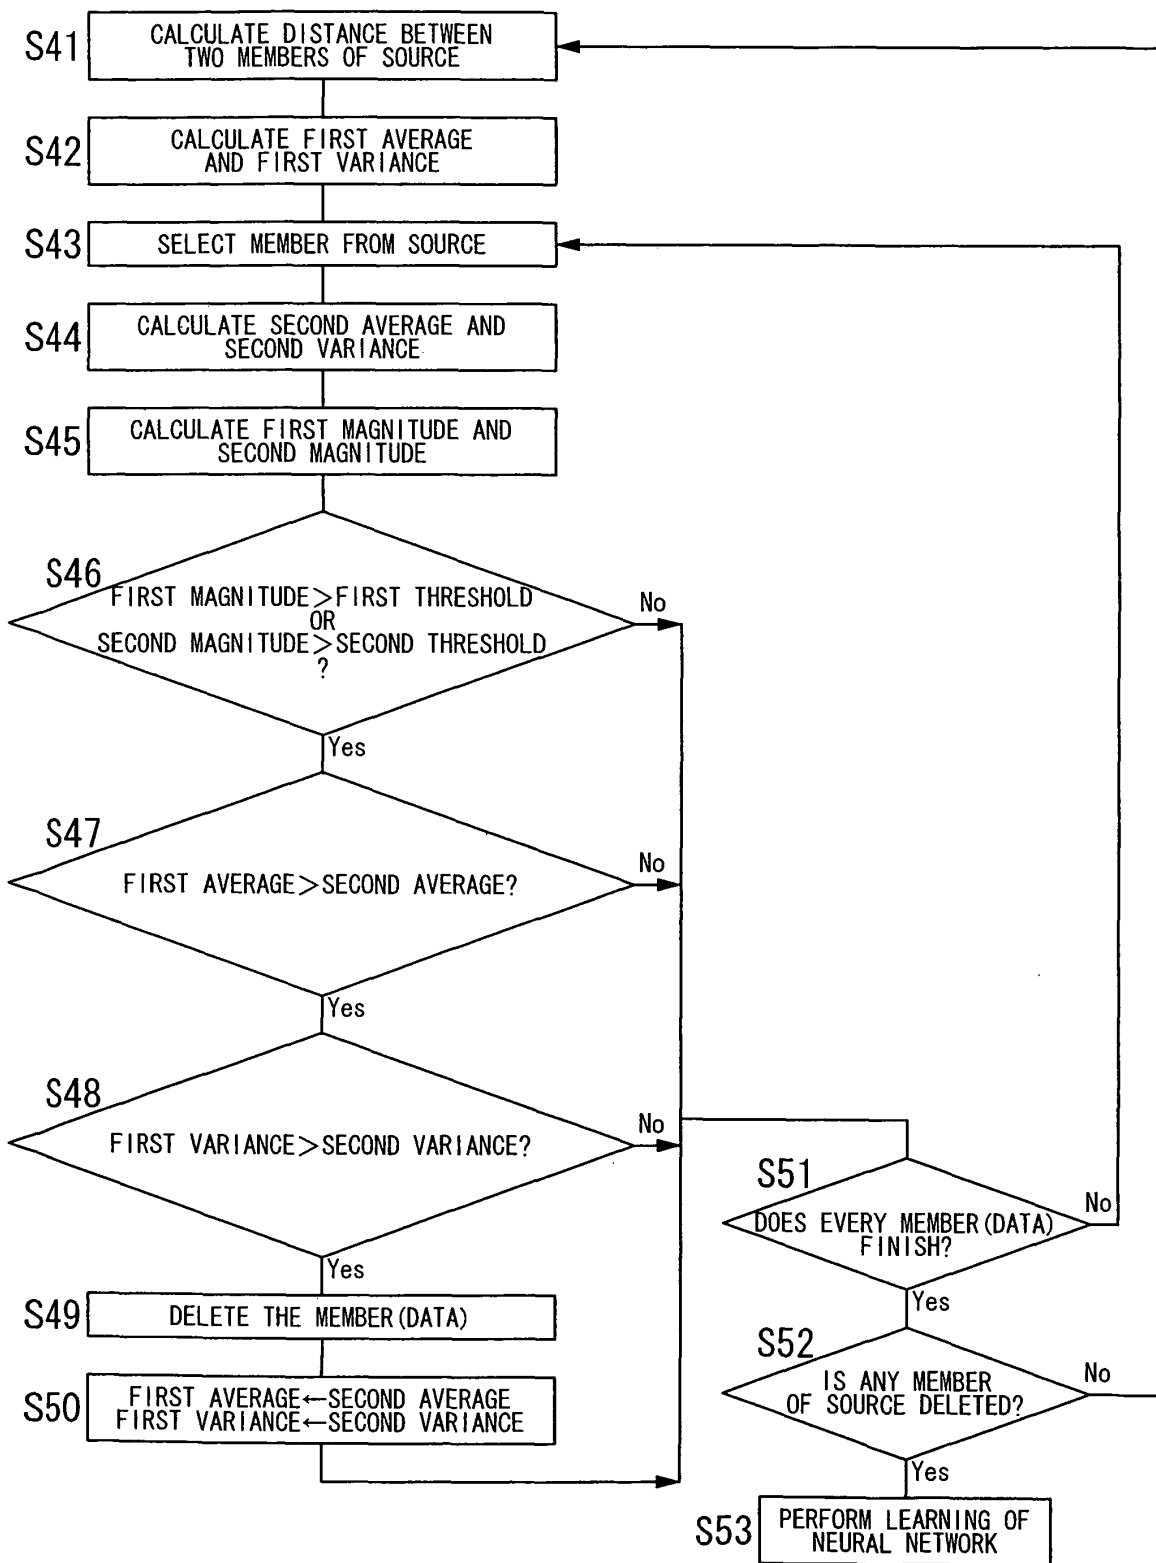 S41
CALCULATE DISTANCE BETWEEN
TWO MEMBERS OF SOURCE
S42
CALCULATE FIRST AVERAGE
AND FIRST VARIANCE
S43
SELECT MEMBER FROM SOURCE
S44
CALCULATE SECOND AVERAGE AND
SECOND VARIANCE
S45
CALCULATE FIRST MAGNITUDE AND
SECOND MAGNITUDE
S46
FIRST MAGNITUDE>FIRST THRESHOLD
OR
SECOND MAGNITUDE>SECOND THRESHOLD
?
No
Yes
S47
FIRST AVERAGE>SECOND AVERAGE?
No
Yes
S48
FIRST VARIANCE>SECOND VARIANCE?
No
Yes
S49
DELETE THE MEMBER(DATA)
S50
FIRST AVERAGE←SECOND AVERAGE
FIRST VARIANCE←SECOND VARIANCE
S51
DOES EVERY MEMBER(DATA)
FINISH?
No
Yes
S52
IS ANY MEMBER
OF SOURCE DELETED?
No
Yes
S53
PERFORM LEARNING OF
NEURAL NETWORK